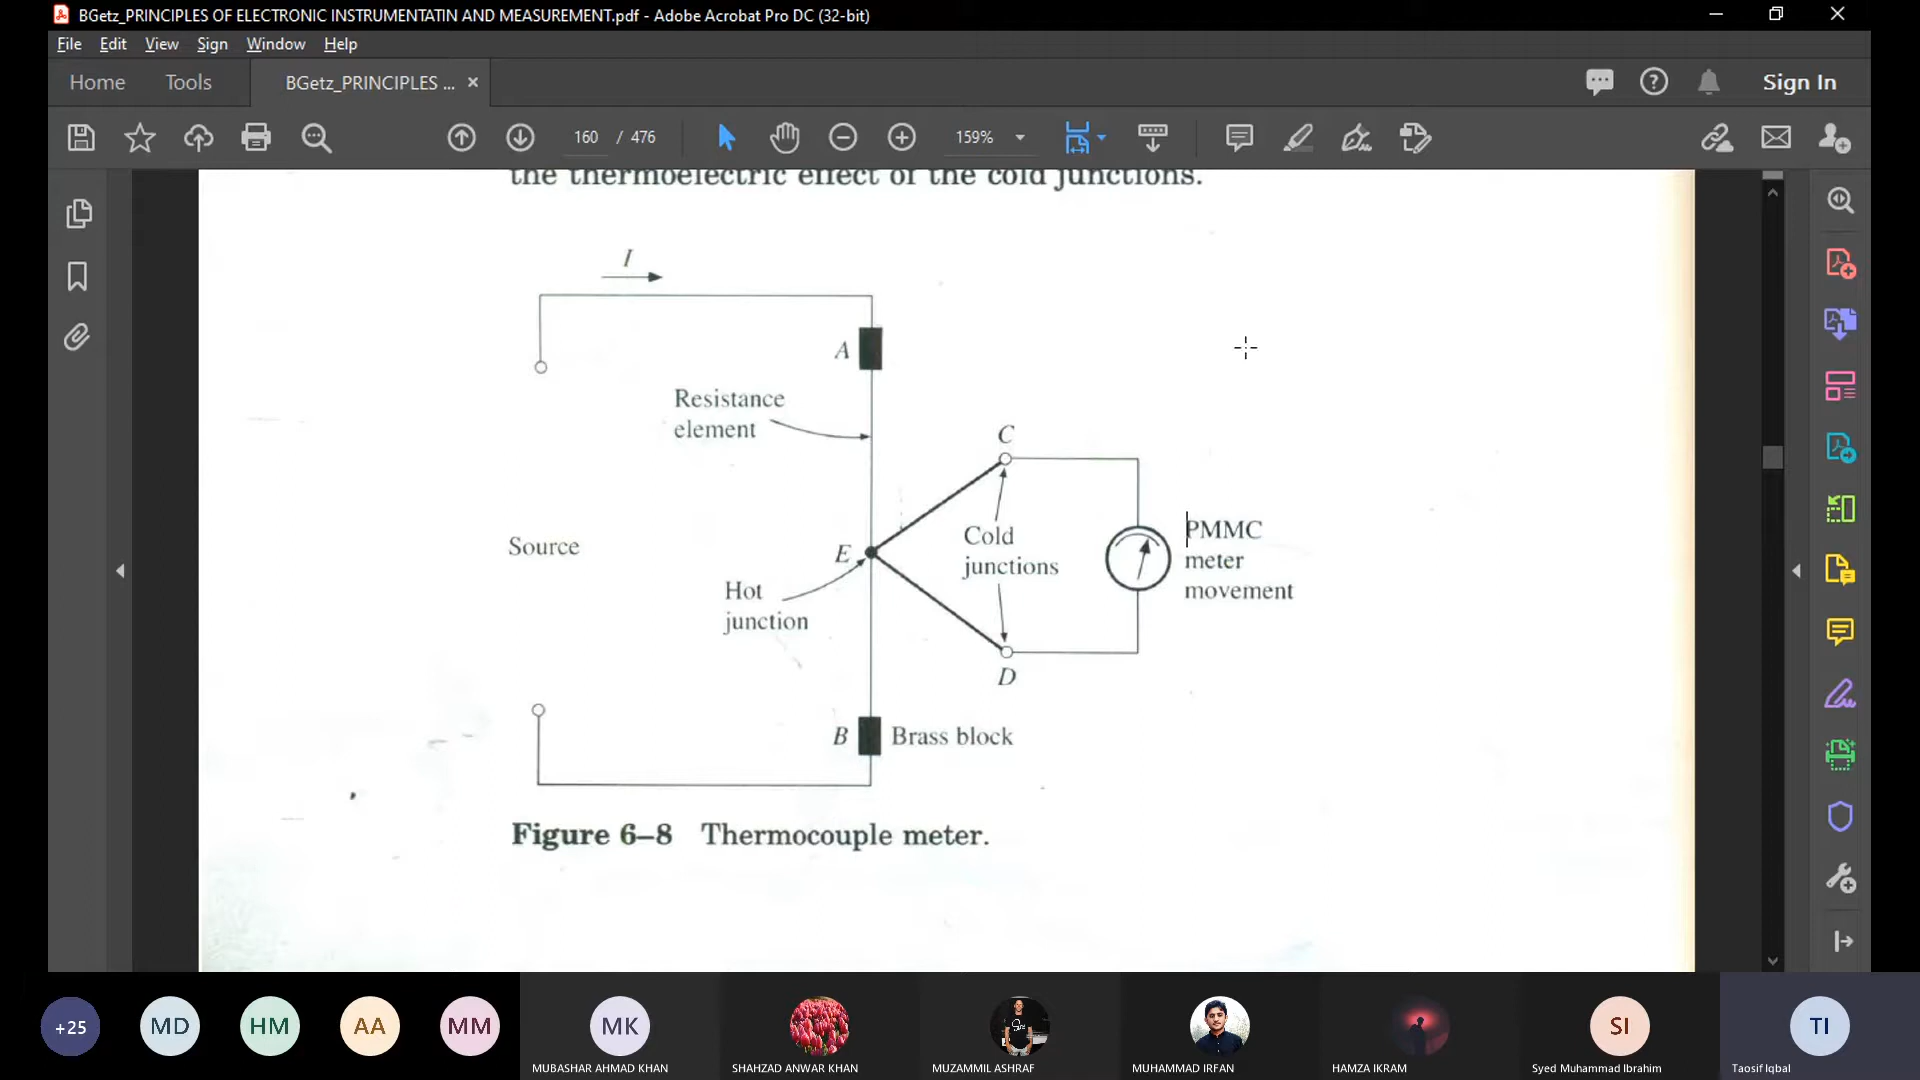 BGetz_PRINCIPLES OF ELECTRONIC INSTRUMENTATIN AND MEASUREMENT.pdf - Adobe Acrobat Pro DC (32-bit)
File Edit View Sign Window Help
Home Tools BGetz_PRINCIPLES ... × Sign In
160 / 476 159%
the thermoelectric effect of the cold junctions.
I
A
Resistance
element
C
Cold
junctions
PMMC
meter
movement
Source
E
Hot
junction
D
B Brass block
Figure 6–8 Thermocouple meter.
+25 MD HM AA MM MK SI TI
MUBASHAR AHMAD KHAN SHAHZAD ANWAR KHAN MUZAMMIL ASHRAF MUHAMMAD IRFAN HAMZA IKRAM Syed Muhammad Ibrahim Taosif Iqbal